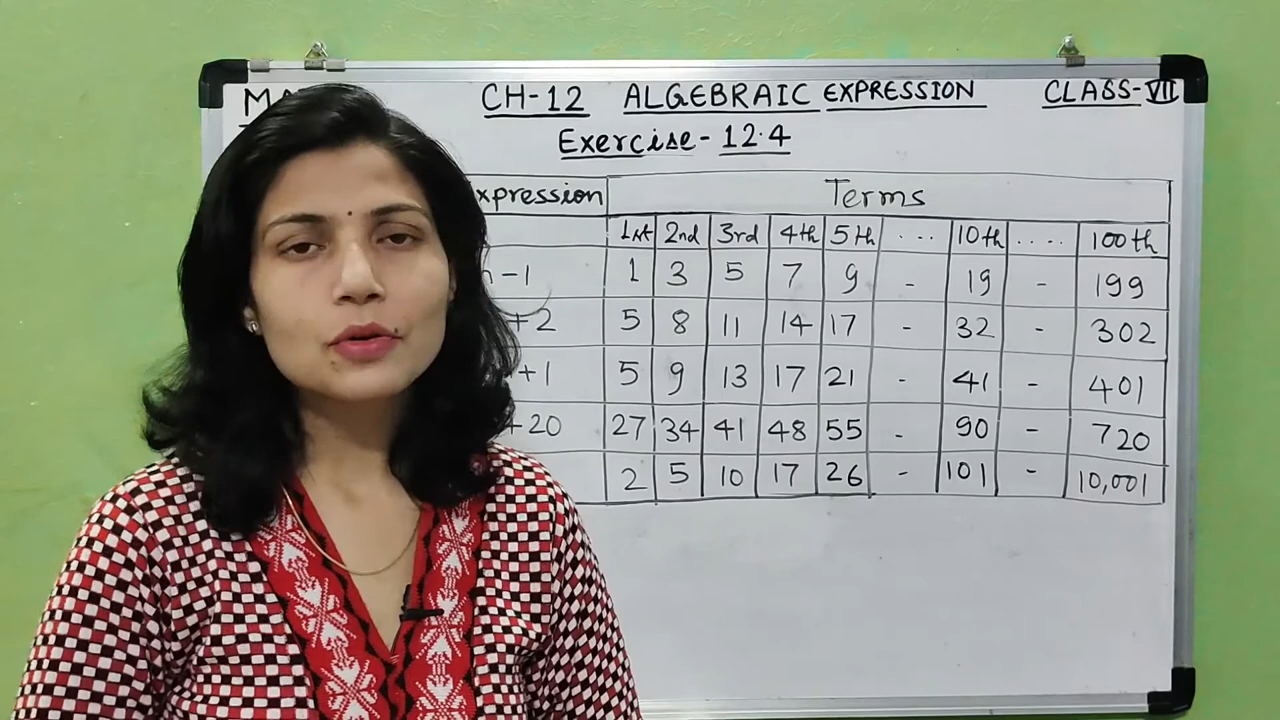 CH-12 ALGEBRAIC EXPRESSION CLASS-VII
Exercise-12.4
xpression Terms
1st 2nd 3rd 4th 5th .... 10th .... 100th
n-1 1 3 5 7 9 - 19 - 199
+2 5 8 11 14 17 - 32 - 302
+1 5 9 13 17 21 - 41 - 401
+20 27 34 41 48 55 - 90 - 720
2 5 10 17 26 - 101 - 10,001